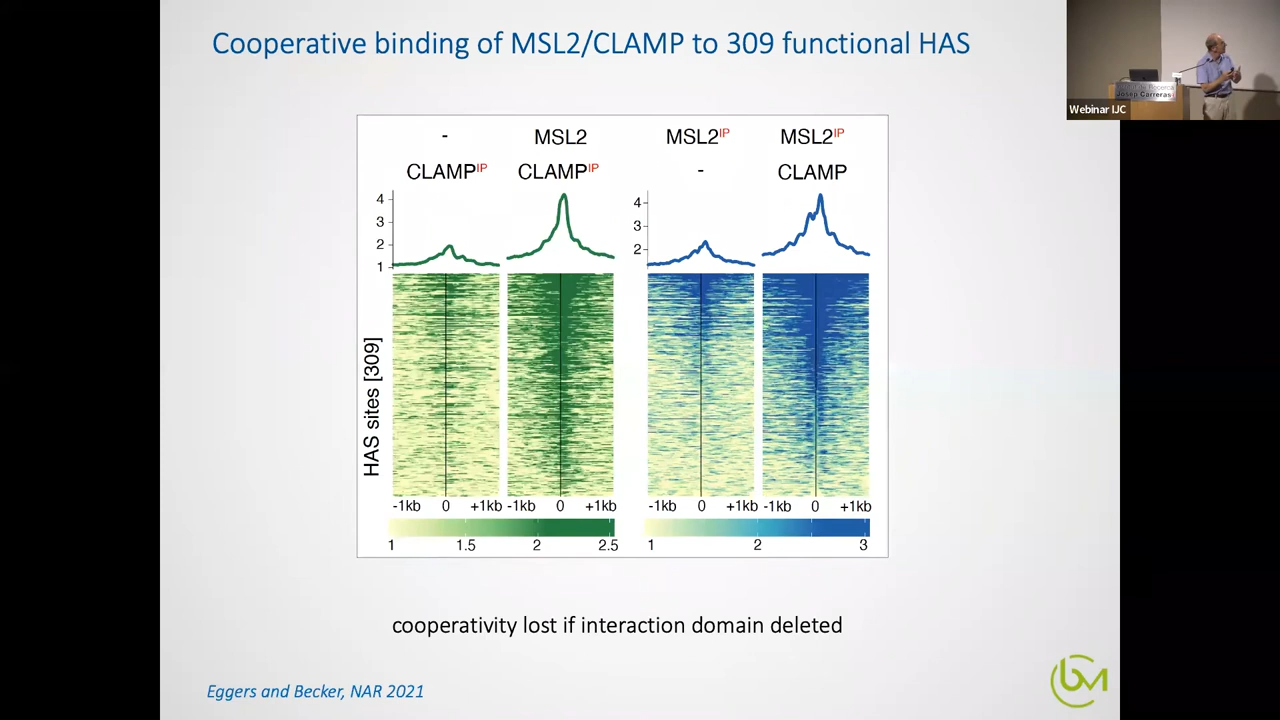 Cooperative binding of MSL2/CLAMP to 309 functional HAS
Webinar IJC
Josep Carreras
- MSL2 MSL2IP MSL2IP
CLAMPIP CLAMPIP - CLAMP
4
3
2
1
4
3
2
HAS sites [309]
-1kb 0 +1kb -1kb 0 +1kb -1kb 0 +1kb -1kb 0 +1kb
1 1.5 2 2.5 1 2 3
cooperativity lost if interaction domain deleted
Eggers and Becker, NAR 2021